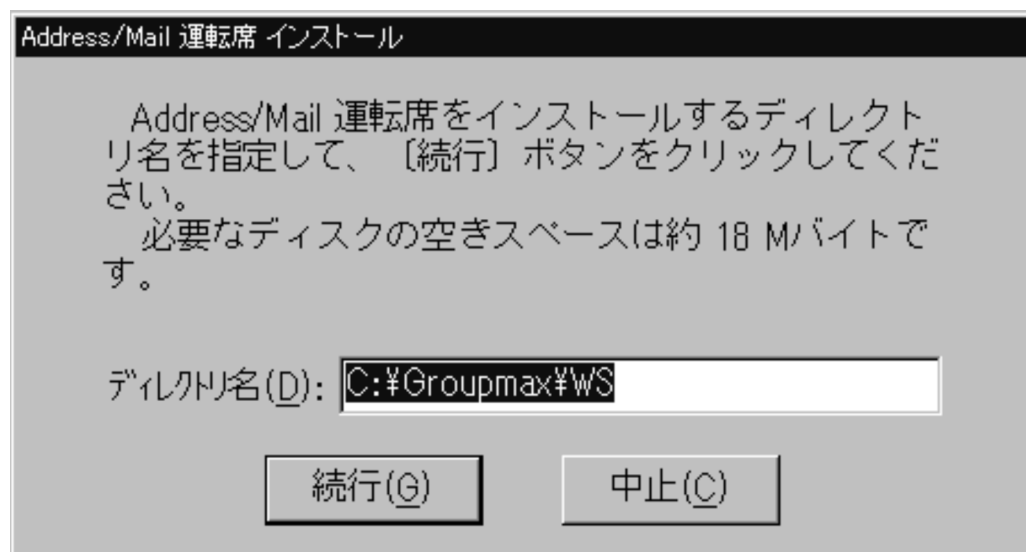 Address/Mail 運転席 インストール
Address/Mail 運転席をインストールするディレクト
リ名を指定して、〔続行〕ボタンをクリックしてくだ
さい。
必要なディスクの空きスペースは約 18 Mバイトで
す。
ディレクトリ名(D): C:¥Groupmax¥WS
続行(G) 中止(C)